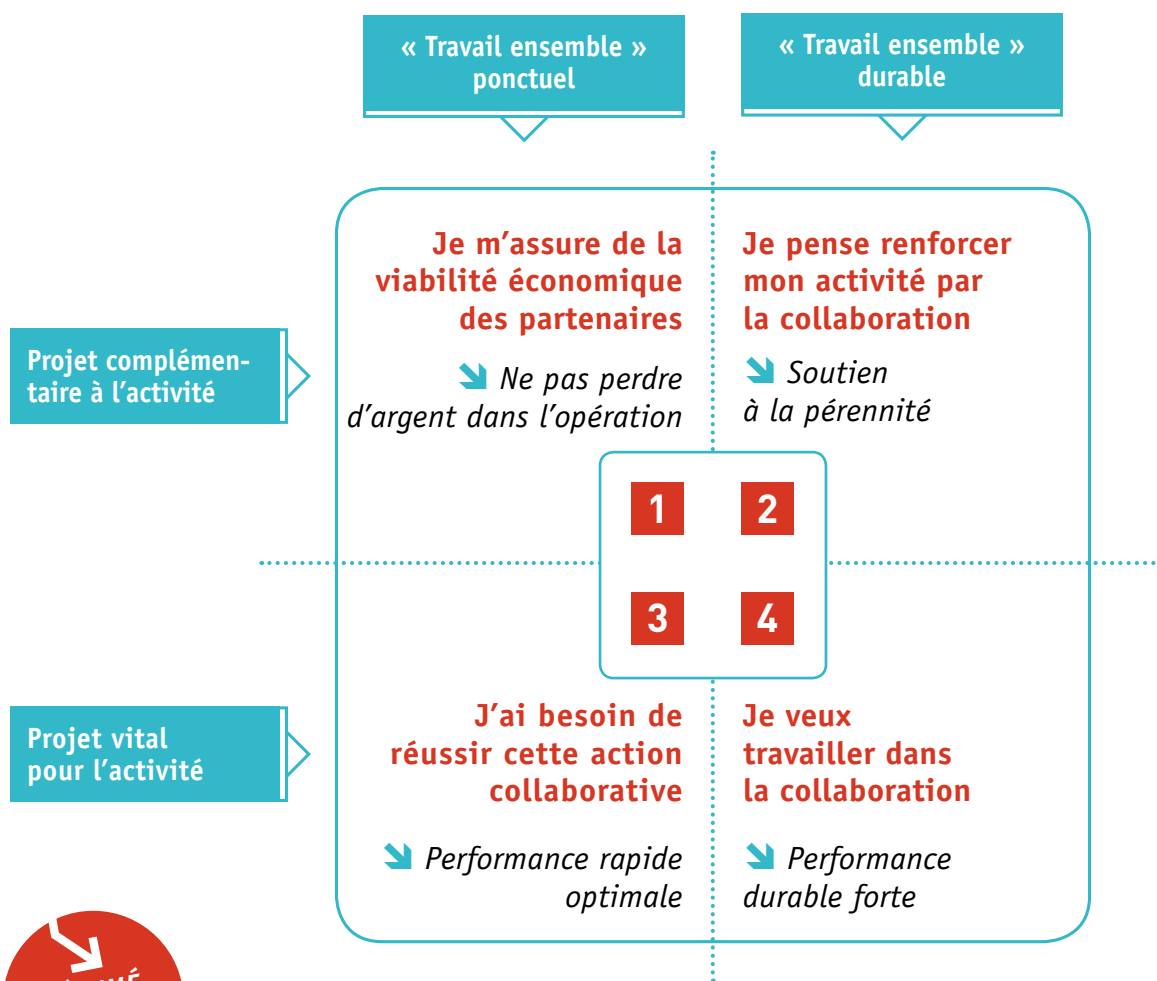 « Travail ensemble »
ponctuel
« Travail ensemble »
durable
Projet complémen-
taire à l’activité
Je m’assure de la
viabilité économique
des partenaires
Ne pas perdre
d’argent dans l’opération
Je pense renforcer
mon activité par
la collaboration
Soutien
à la pérennité
1
2
3
4
Projet vital
pour l’activité
J’ai besoin de
réussir cette action
collaborative
Performance rapide
optimale
Je veux
travailler dans
la collaboration
Performance
durable forte